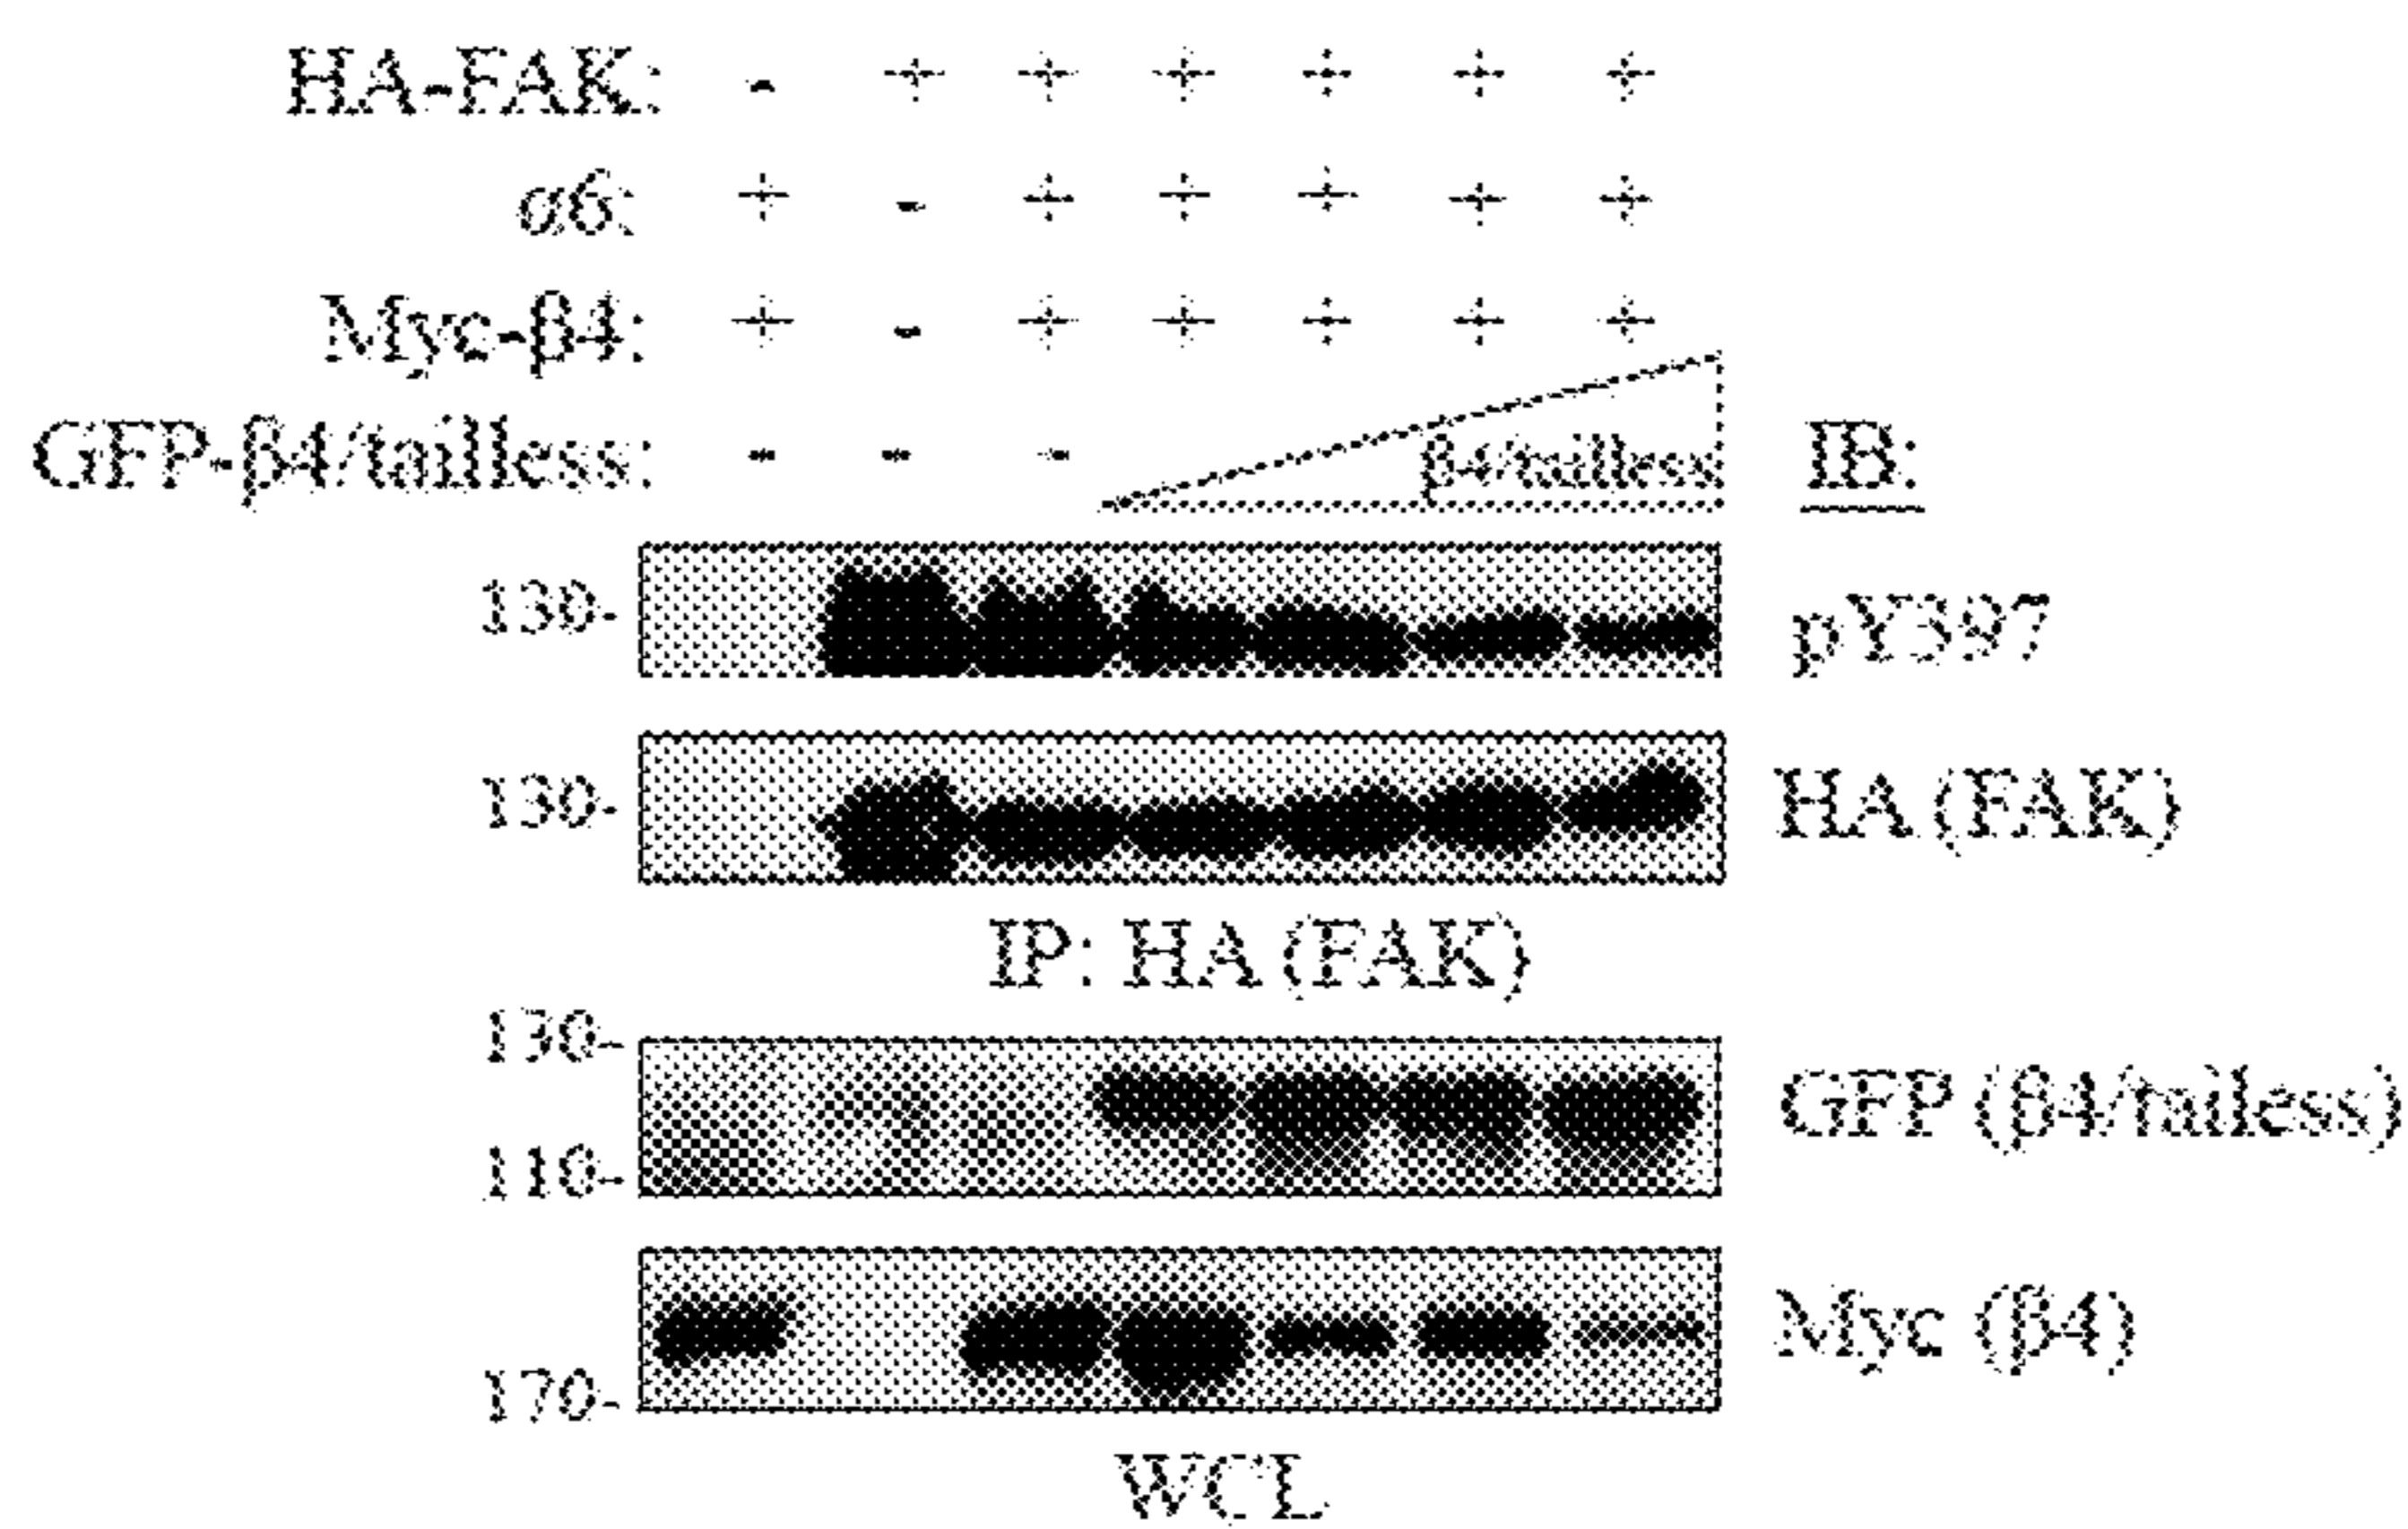 HA-FAK: - + + + + + +
α6: + - + + + + +
Myc-β4: + - + + + + +
GFP-β4/tailless: - - - β4/tailless IB:
130- pY397
130- HA (FAK)
IP: HA (FAK)
130-
110- GFP (β4/tailess)
170- Myc (β4)
WCL